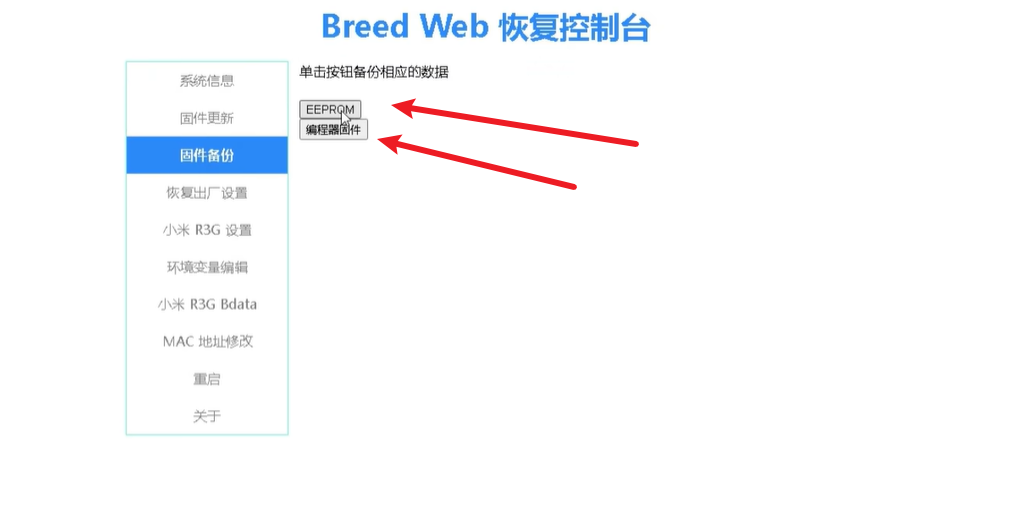 Breed Web 恢复控制台
系统信息
固件更新
固件备份
恢复出厂设置
小米 R3G 设置
环境变量编辑
小米 R3G Bdata
MAC 地址修改
重启
关于
单击按钮备份相应的数据
EEPROM
编程器固件